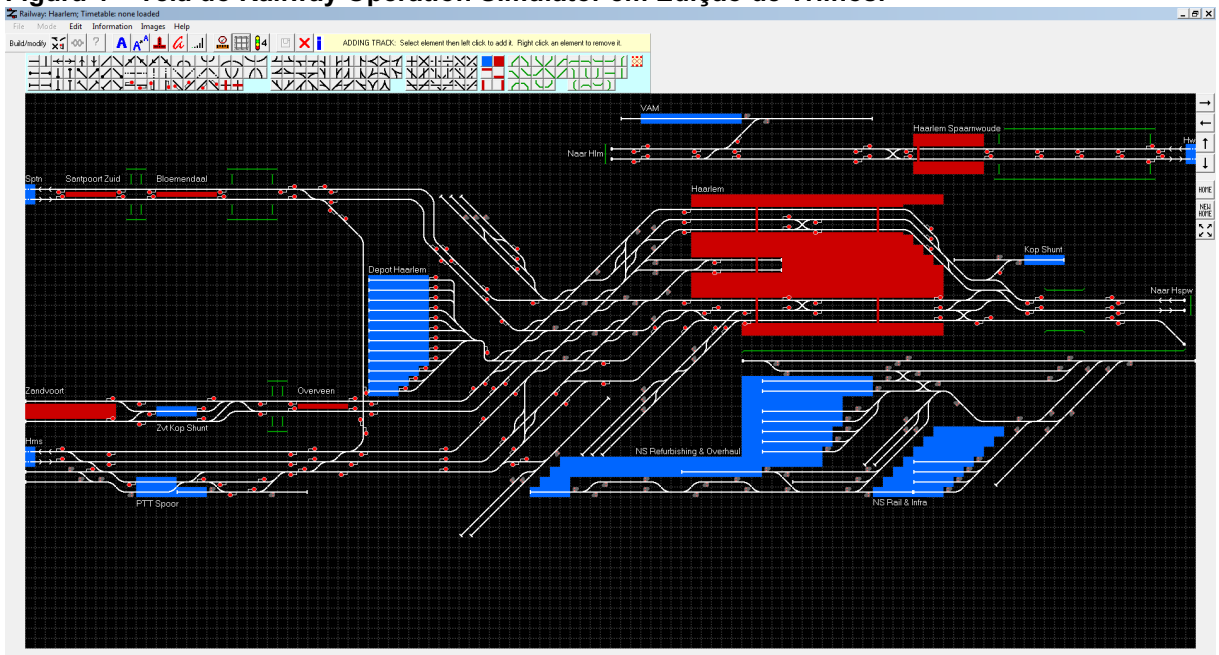 Figura 1 - Tela do Railway Operation Simulator em Edição de Trilhos.
Railway: Haarlem; Timetable: none loaded
File Mode Edit Information Images Help
Build/modify
ADDING TRACK: Select element then left click to add it. Right click an element to remove it.
VAM
Haarlem Spaarnwoude
Naar Hlm
Hw
Sptn Santpoort Zuid Bloemendaal
Haarlem
HOME
NEW HOME
Kop Shunt
Depot Haarlem
Naar Hspw
Zandvoort
Overveen
Zvt Kop Shunt
Hms
NS Refurbishing & Overhaul
PTT Spoor
NS Rail & Infra